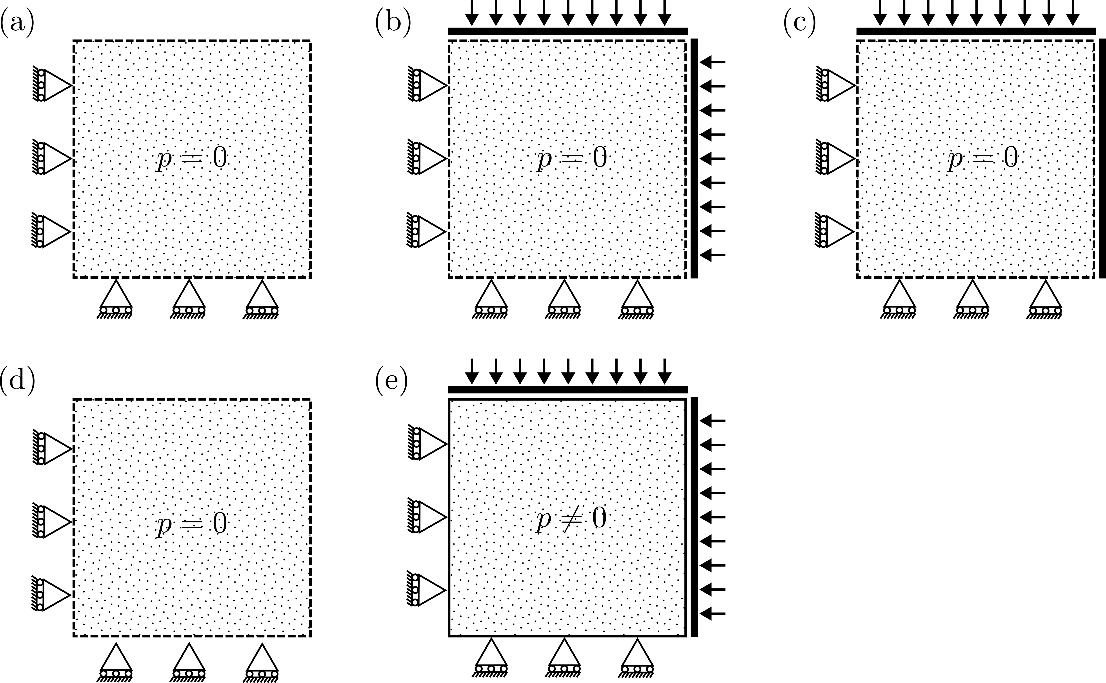 (a) (b) (c)
p = 0 p = 0 p = 0
(d) (e)
p = 0 p ≠ 0